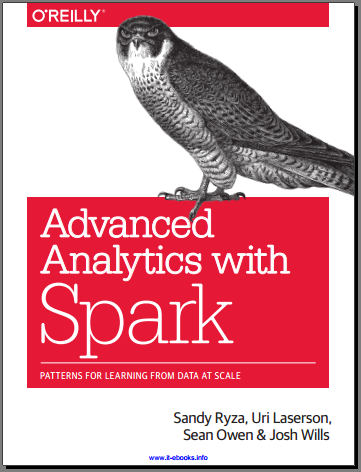 O'REILLY®
Advanced
Analytics with
Spark
PATTERNS FOR LEARNING FROM DATA AT SCALE
Sandy Ryza, Uri Laserson,
Sean Owen & Josh Wills
www.it-ebooks.info